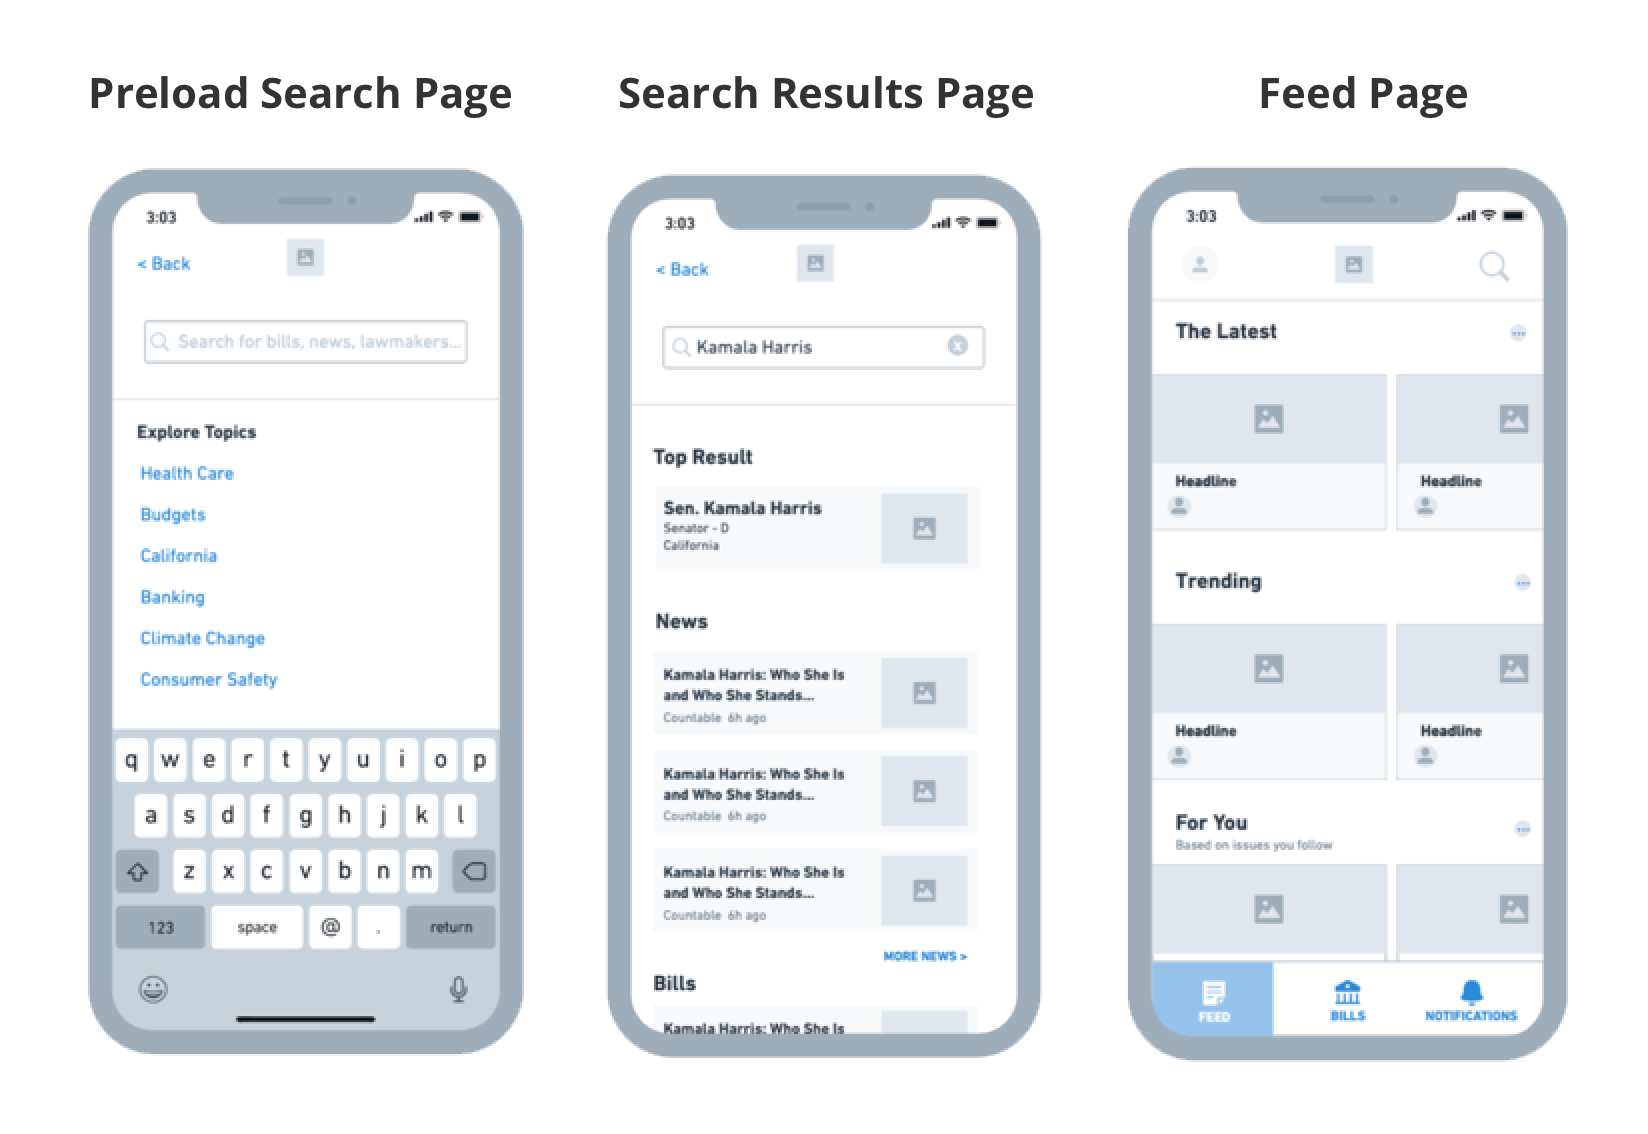 Preload Search Page
3:03
< Back
Search for bills, news, lawmakers...
Explore Topics
Health Care
Budgets
California
Banking
Climate Change
Consumer Safety
q w e r t y u i o p
a s d f g h j k l
z x c v b n m
123 space @ . return
Search Results Page
3:03
< Back
Kamala Harris
Top Result
Sen. Kamala Harris
Senator - D
California
News
Kamala Harris: Who She Is
and Who She Stands...
Countable 6h ago
Kamala Harris: Who She Is
and Who She Stands...
Countable 6h ago
Kamala Harris: Who She Is
and Who She Stands...
Countable 6h ago
MORE NEWS >
Bills
Kamala Harris: Who She Is
Feed Page
3:03
The Latest
Headline Headline
Trending
Headline Headline
For You
Based on issues you follow
FEED BILLS NOTIFICATIONS